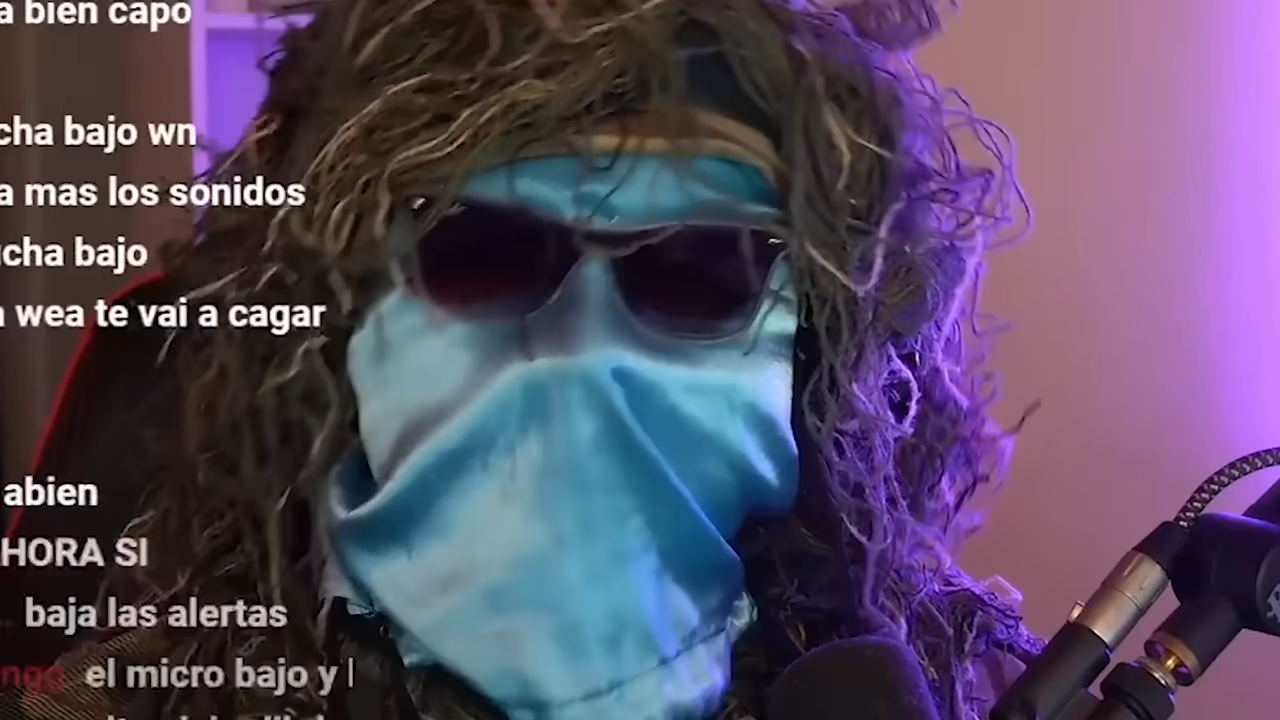 a bien capo
cha bajo wn
a mas los sonidos
cha bajo
wea te vai a cagar
abien
HORA SI
baja las alertas
el micro bajo y